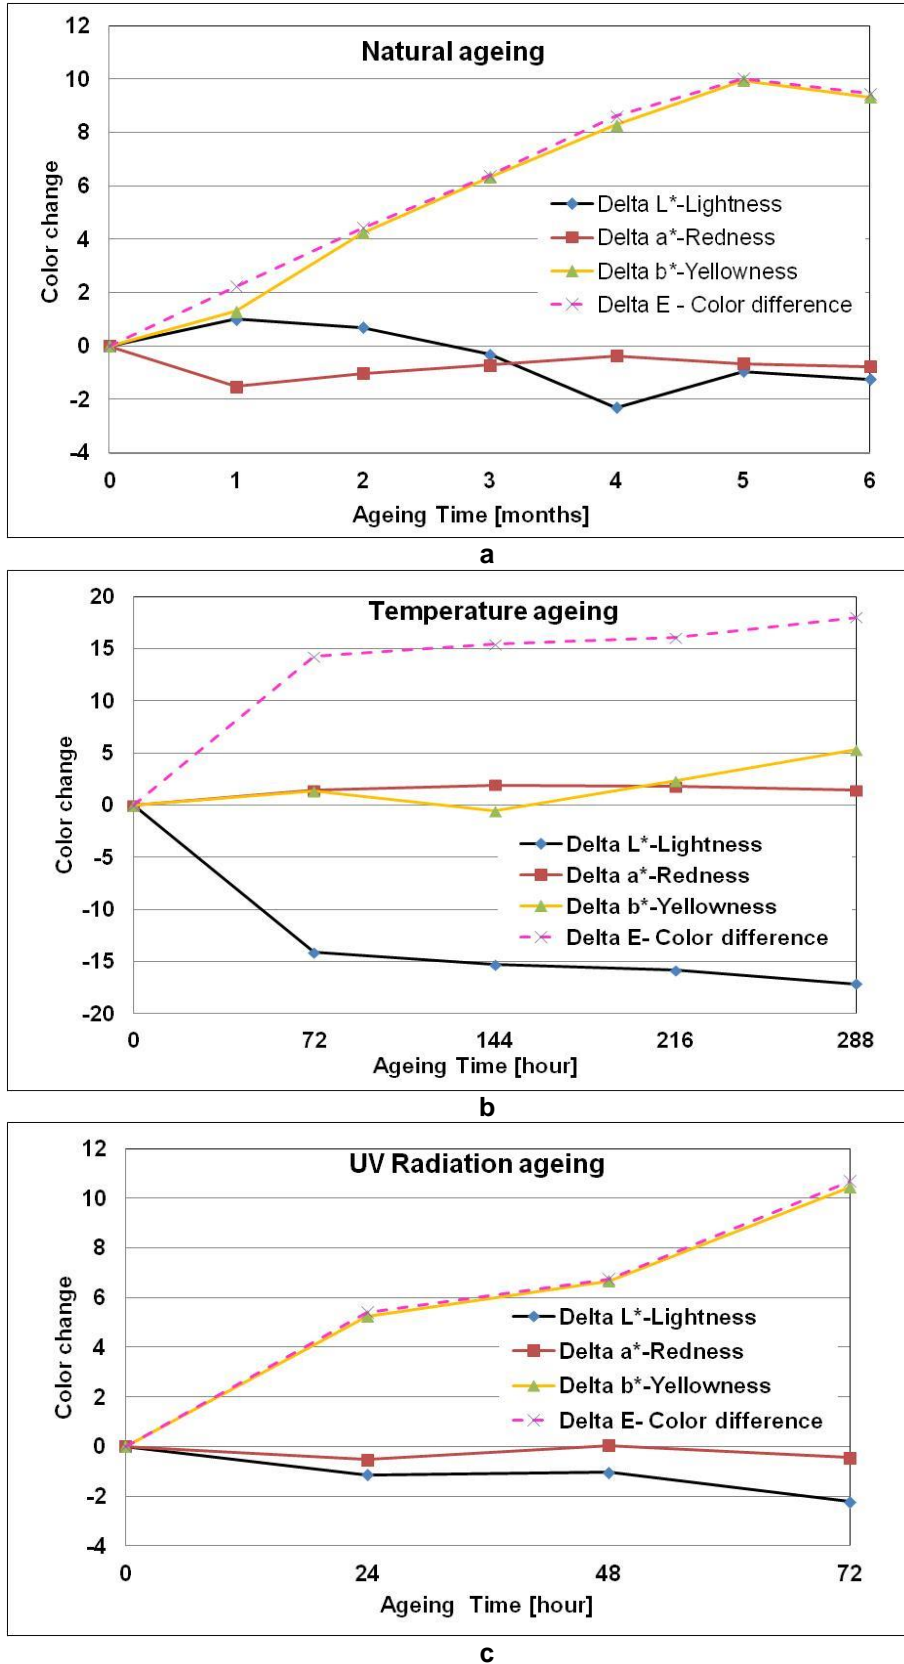 Natural ageing
12
10
8
6
4
2
0
-2
-4
Color change
Delta L*-Lightness
Delta a*-Redness
Delta b*-Yellowness
Delta E - Color difference
0 1 2 3 4 5 6
Ageing Time [months]
a
Temperature ageing
20
15
10
5
0
-5
-10
-15
-20
Color change
Delta L*-Lightness
Delta a*-Redness
Delta b*-Yellowness
Delta E- Color difference
0 72 144 216 288
Ageing Time [hour]
b
UV Radiation ageing
12
10
8
6
4
2
0
-2
-4
Color change
Delta L*-Lightness
Delta a*-Redness
Delta b*-Yellowness
Delta E- Color difference
0 24 48 72
Ageing Time [hour]
c